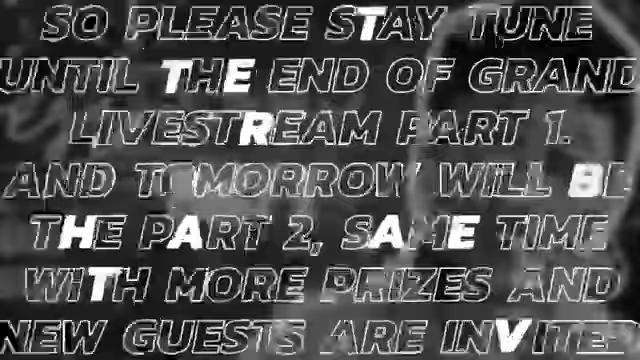 SO PLEASE STAY TUNE
UNTIL THE END OF GRAND
LIVESTREAM PART 1.
AND TOMORROW WILL BE
THE PART 2, SAME TIME
WITH MORE PRIZES AND
NEW GUESTS ARE INVITED